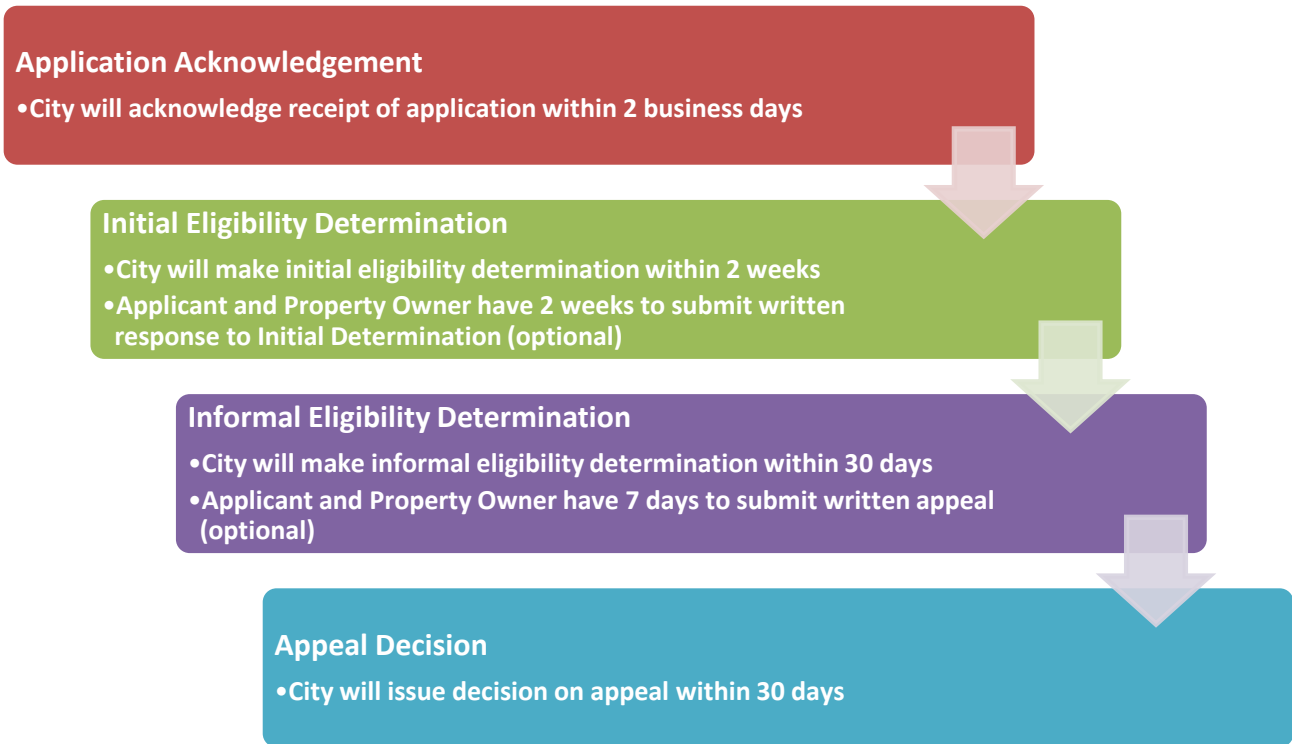 Application Acknowledgement
•City will acknowledge receipt of application within 2 business days
Initial Eligibility Determination
•City will make initial eligibility determination within 2 weeks
•Applicant and Property Owner have 2 weeks to submit written
response to Initial Determination (optional)
Informal Eligibility Determination
•City will make informal eligibility determination within 30 days
•Applicant and Property Owner have 7 days to submit written appeal
(optional)
Appeal Decision
•City will issue decision on appeal within 30 days